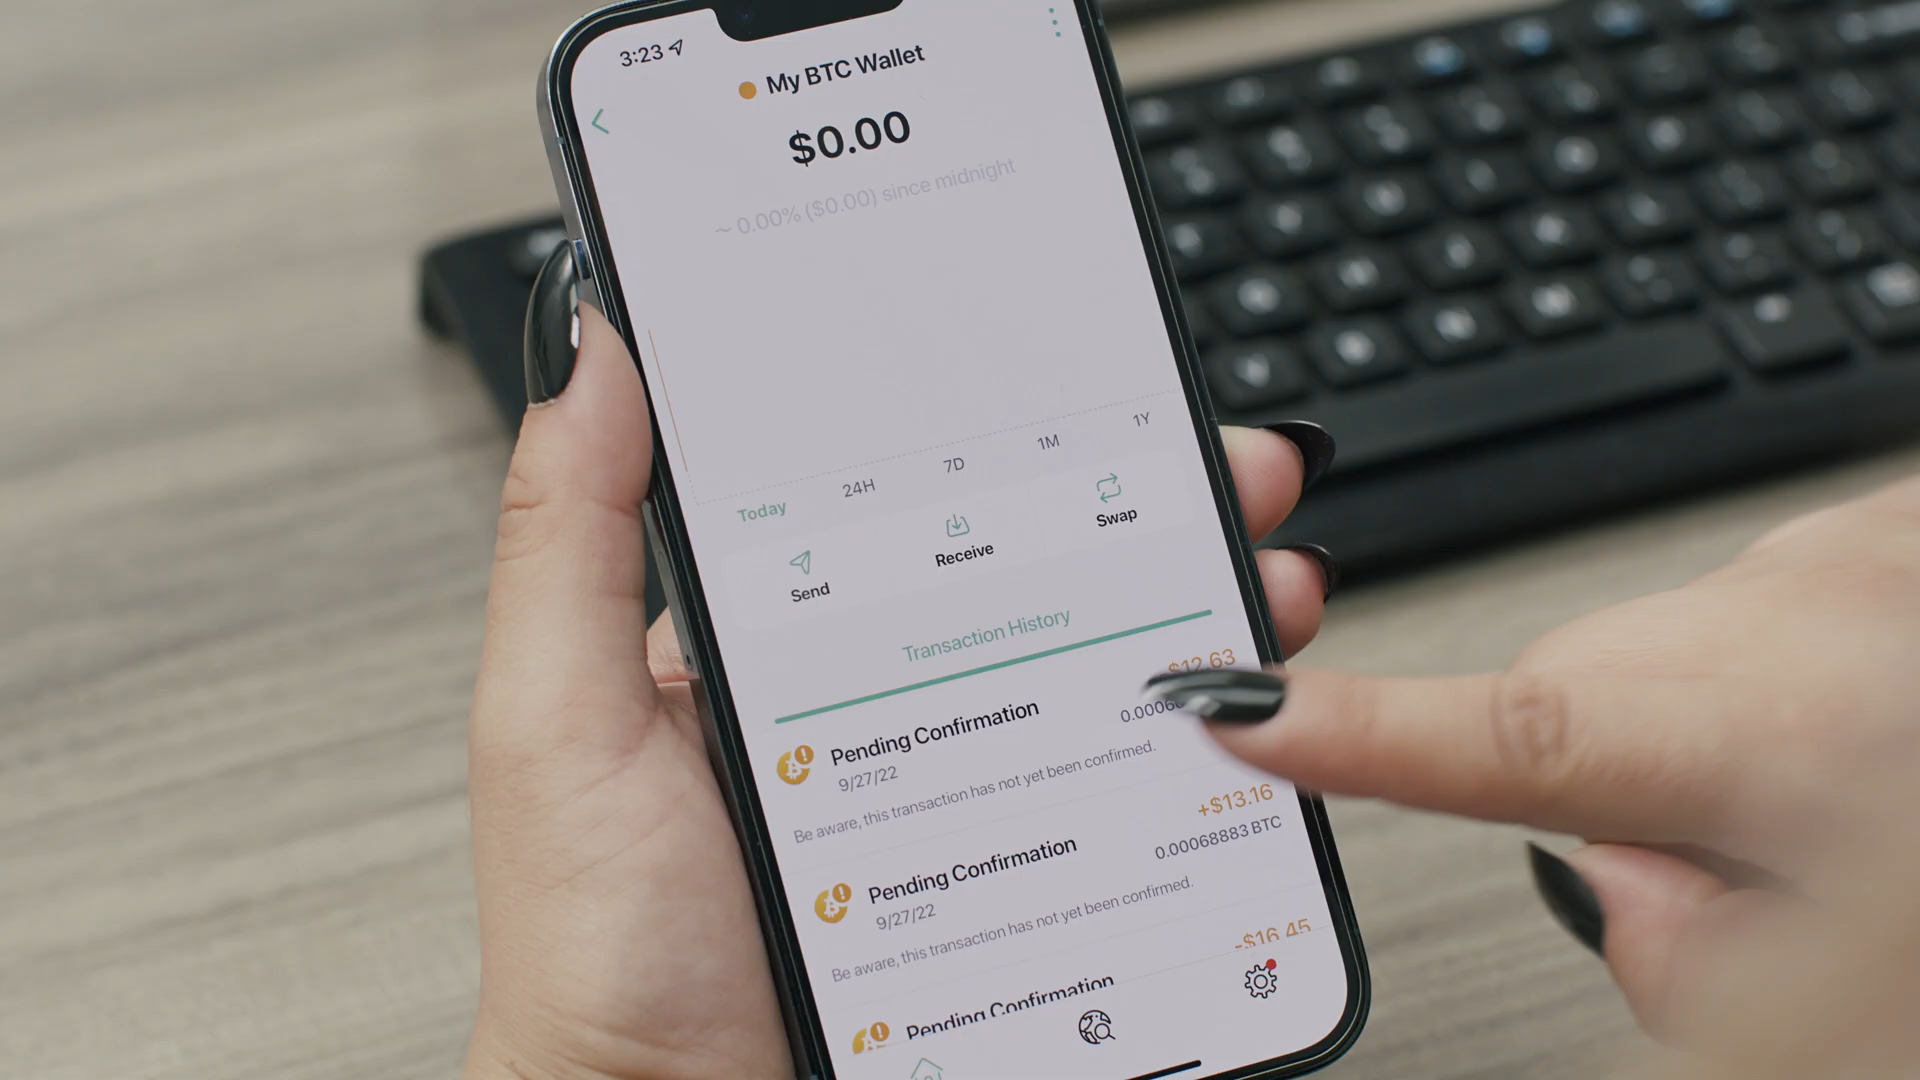 3:23
My BTC Wallet
$0.00
~ 0.00% ($0.00) since midnight
Today 24H 7D 1M 1Y
Send Receive Swap
Transaction History
Pending Confirmation $12.63
9/27/22 0.0006
Be aware, this transaction has not yet been confirmed.
Pending Confirmation +$13.16
9/27/22 0.00068883 BTC
Be aware, this transaction has not yet been confirmed.
Pending Confirmation -$16.45